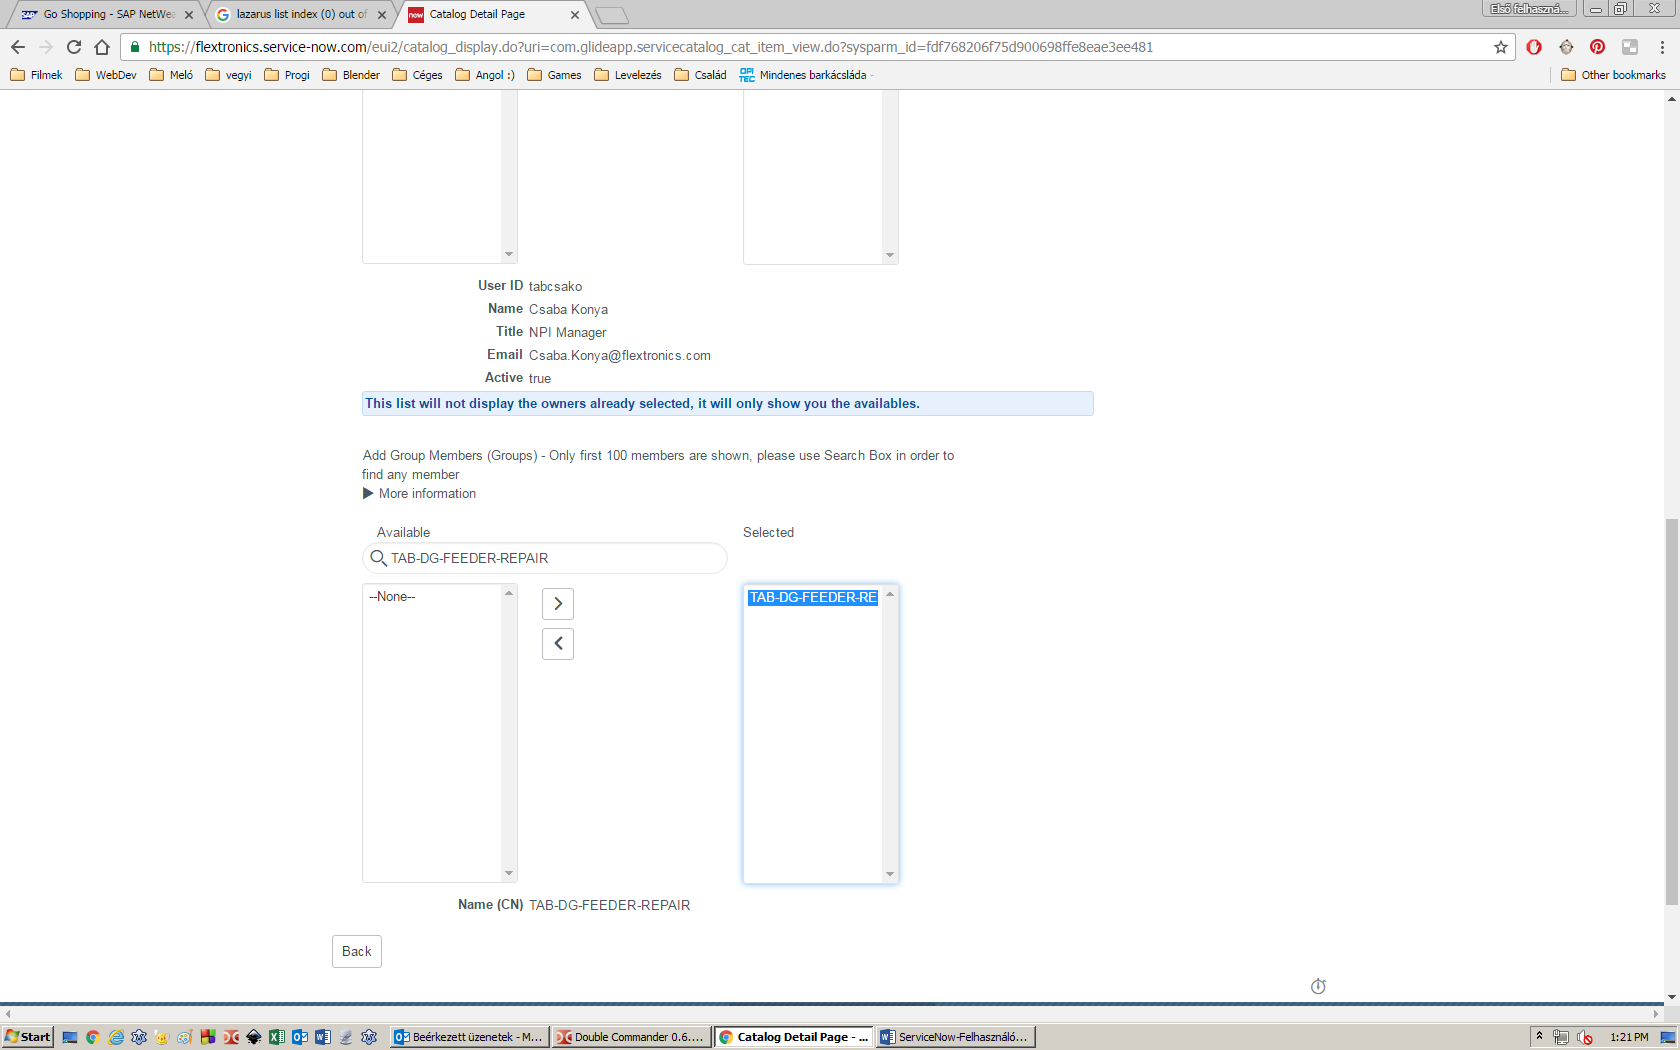 Go Shopping - SAP NetWea
lazarus list index (0) out of
Catalog Detail Page
Első felhaszná...
https://flextronics.service-now.com/eui2/catalog_display.do?uri=com.glideapp.servicecatalog_cat_item_view.do?sysparm_id=fdf768206f75d900698ffe8eae3ee481
Filmek WebDev Meló vegyi Progi Blender Céges Angol :) Games Levelezés Család OPI TEC Mindenes barkácsláda - Other bookmarks
User ID tabcsako
Name Csaba Konya
Title NPI Manager
Email Csaba.Konya@flextronics.com
Active true
This list will not display the owners already selected, it will only show you the availables.
Add Group Members (Groups) - Only first 100 members are shown, please use Search Box in order to
find any member
More information
Available Selected
TAB-DG-FEEDER-REPAIR
--None-- TAB-DG-FEEDER-RE
Name (CN) TAB-DG-FEEDER-REPAIR
Back
Start Beérkezett üzenetek - M... Double Commander 0.6.... Catalog Detail Page - ... ServiceNow-Felhasználó... 1:21 PM